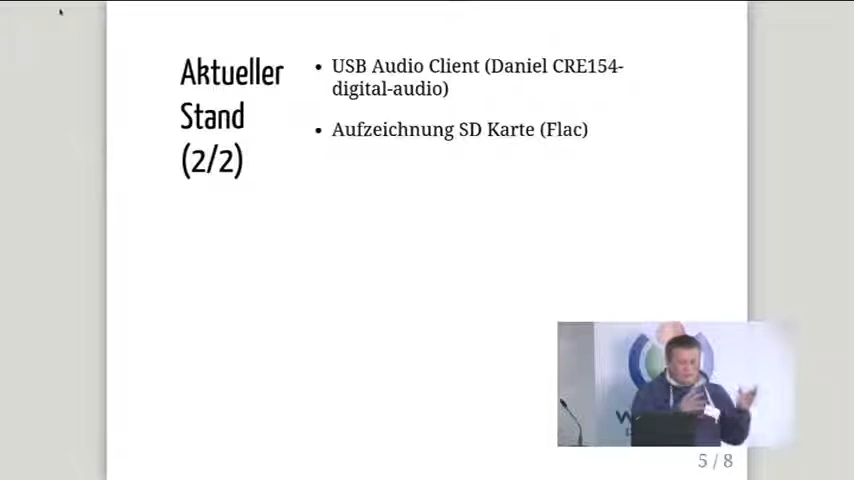 Aktueller
Stand
(2/2)
• USB Audio Client (Daniel CRE154-
digital-audio)
• Aufzeichnung SD Karte (Flac)
5 / 8